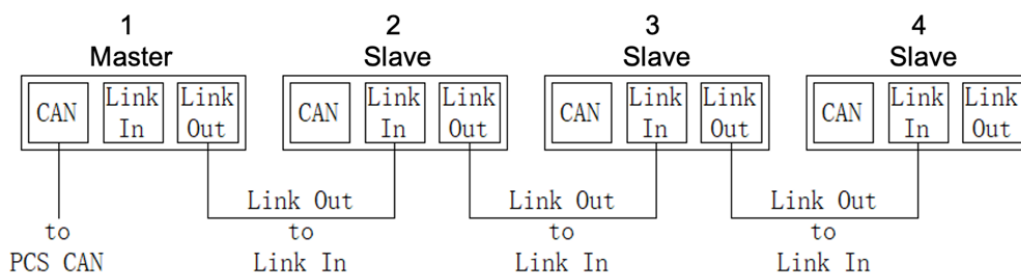 1 2 3 4
Master Slave Slave Slave
CAN Link In Link Out CAN Link In Link Out CAN Link In Link Out CAN Link In Link Out
Link Out Link Out Link Out
to to to to
PCS CAN Link In Link In Link In